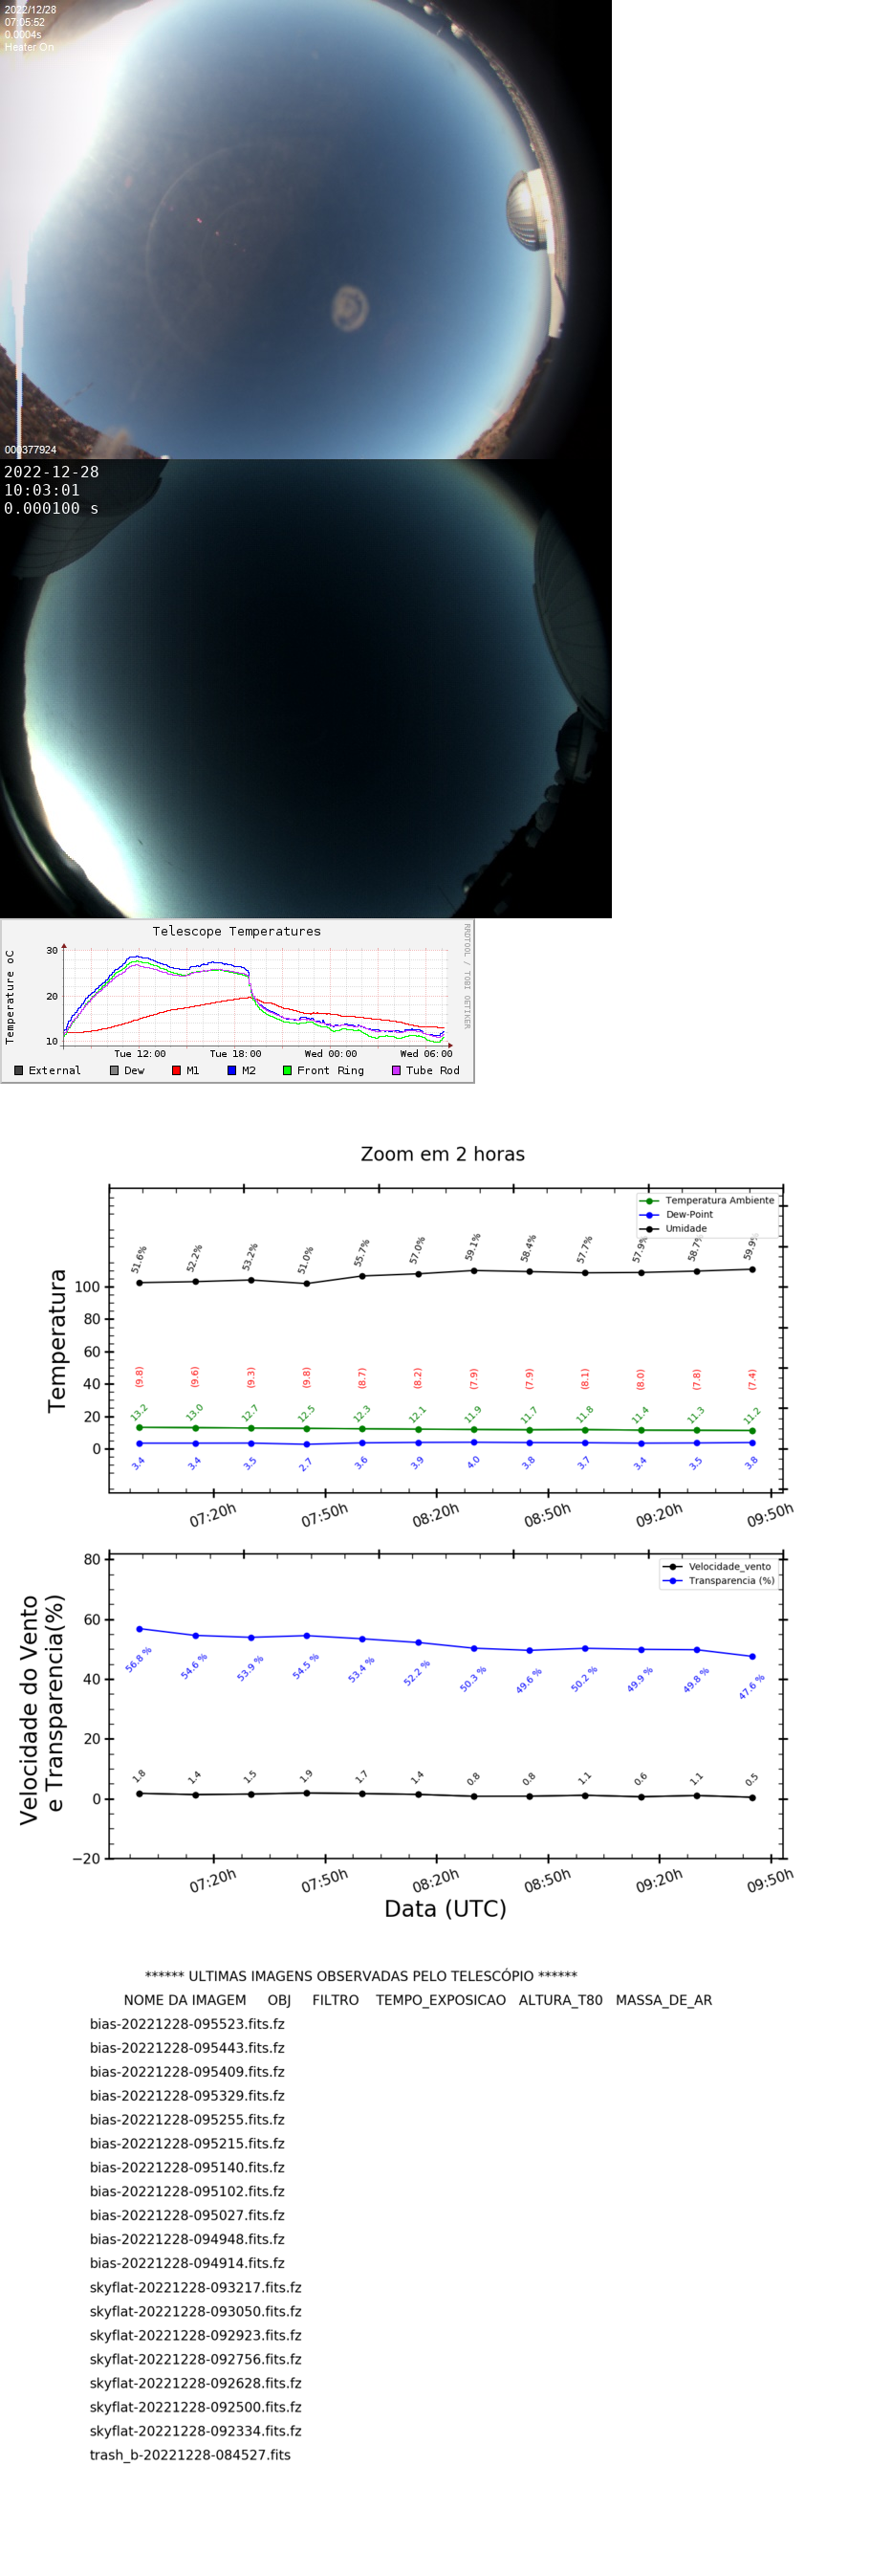 2022/12/28
07:05:52
0.0004s
Heater On
000377924
2022-12-28
10:03:01
0.000100 s
Telescope Temperatures
RRDTOOL / TOBI OETIKER
Temperature oC
30
20
10
Tue 12:00 Tue 18:00 Wed 00:00 Wed 06:00
External Dew M1 M2 Front Ring Tube Rod
Zoom em 2 horas
Temperatura Ambiente
Dew-Point
Umidade
51.6% 52.2% 53.2% 51.0% 55.7% 57.0% 59.1% 58.4% 57.7% 57.9% 58.7% 59.9%
Temperatura
100
80
60
40
20
0
(9.8) (9.6) (9.3) (9.8) (8.7) (8.2) (7.9) (7.9) (8.1) (8.0) (7.8) (7.4)
13.2 13.0 12.7 12.5 12.3 12.1 11.9 11.7 11.8 11.4 11.3 11.2
3.4 3.4 3.5 2.7 3.6 3.9 4.0 3.8 3.7 3.4 3.5 3.8
07:20h 07:50h 08:20h 08:50h 09:20h 09:50h
Velocidade_vento
Transparencia (%)
Velocidade do Vento
e Transparencia(%)
80
60
40
20
0
−20
56.8 % 54.6 % 53.9 % 54.5 % 53.4 % 52.2 % 50.3 % 49.6 % 50.2 % 49.9 % 49.8 % 47.6 %
1.8 1.4 1.5 1.9 1.7 1.4 0.8 0.8 1.1 0.6 1.1 0.5
07:20h 07:50h 08:20h 08:50h 09:20h 09:50h
Data (UTC)
****** ULTIMAS IMAGENS OBSERVADAS PELO TELESCÓPIO ******
NOME DA IMAGEM OBJ FILTRO TEMPO_EXPOSICAO ALTURA_T80 MASSA_DE_AR
bias-20221228-095523.fits.fz
bias-20221228-095443.fits.fz
bias-20221228-095409.fits.fz
bias-20221228-095329.fits.fz
bias-20221228-095255.fits.fz
bias-20221228-095215.fits.fz
bias-20221228-095140.fits.fz
bias-20221228-095102.fits.fz
bias-20221228-095027.fits.fz
bias-20221228-094948.fits.fz
bias-20221228-094914.fits.fz
skyflat-20221228-093217.fits.fz
skyflat-20221228-093050.fits.fz
skyflat-20221228-092923.fits.fz
skyflat-20221228-092756.fits.fz
skyflat-20221228-092628.fits.fz
skyflat-20221228-092500.fits.fz
skyflat-20221228-092334.fits.fz
trash_b-20221228-084527.fits